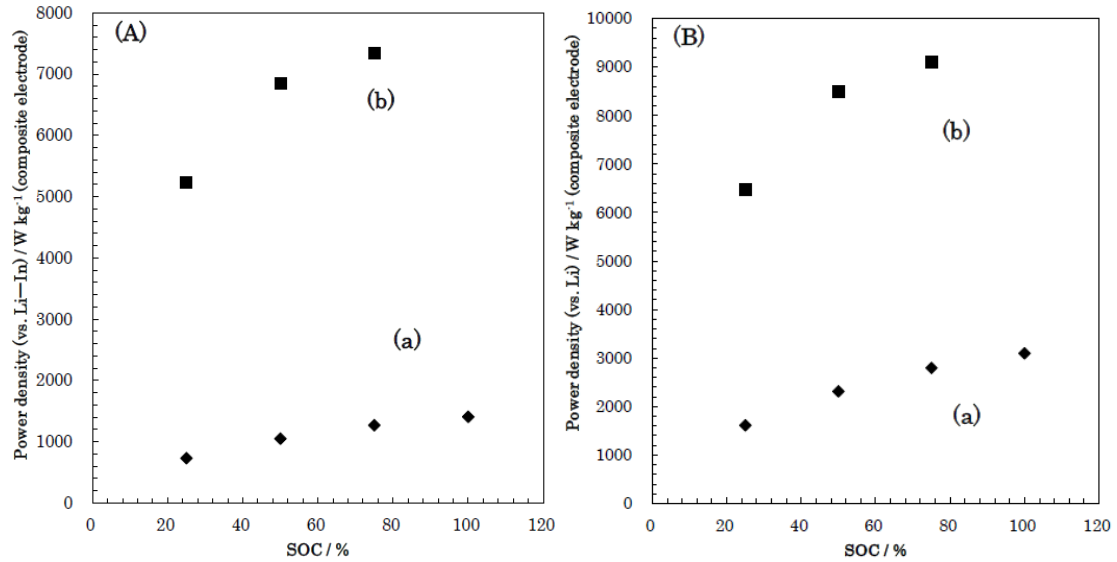 (A)
Power density (vs. Li—In) / W kg⁻¹ (composite electrode)
8000
7000
6000
5000
4000
3000
2000
1000
0
(b)
(a)
0 20 40 60 80 100 120
SOC / %
(B)
Power density (vs. Li) / W kg⁻¹ (composite electrode)
10000
9000
8000
7000
6000
5000
4000
3000
2000
1000
0
(b)
(a)
0 20 40 60 80 100 120
SOC / %